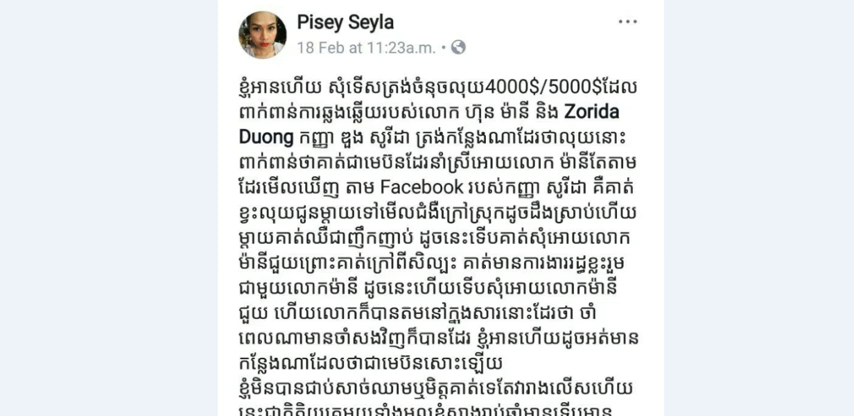 Pisey Seyla
18 Feb at 11:23a.m.
ខ្ញុំអានហើយ សុំទើសត្រង់ចំនុចលុយ4000$/5000$ដែល
ពាក់ពាន់ការឆ្លងឆ្លើយរបស់លោក ហ៊ុន ម៉ានី និង Zorida
Duong កញ្ញា ឌួង សូរីដា ត្រង់កន្លែងណាដែរថាលុយនោះ
ពាក់ពាន់ថាគាត់ជាមេប៊នដែរនាំស្រីអោយលោក ម៉ានីតែតាម
ដែរមើលឃើញ តាម Facebook របស់កញ្ញា សូរីដា គឺគាត់
ខ្វះលុយជូនម្តាយទៅមើលជំងឺក្រៅស្រុកដូចដឹងស្រាប់ហើយ
ម្តាយគាត់ឈឺជាញឹកញាប់ ដូចនេះទើបគាត់សុំអោយលោក
ម៉ានីជួយព្រោះគាត់ក្រៅពីសិល្បះ គាត់មានការងាររដ្ឋខ្លះរួម
ជាមួយលោកម៉ានី ដូចនេះហើយទើបសុំអោយលោកម៉ានី
ជួយ ហើយលោកក៏បានតមនៅក្នុងសារនោះដែរថា ចាំ
ពេលណាមានចាំសងវិញក៏បានដែរ ខ្ញុំអានហើយដូចអត់មាន
កន្លែងណាដែលថាជាមេប៊នសោះឡើយ
ខ្ញុំមិនបានជាប់សាច់ឈាមឬមិត្តគាត់ទេតែវារាងលើសហើយ